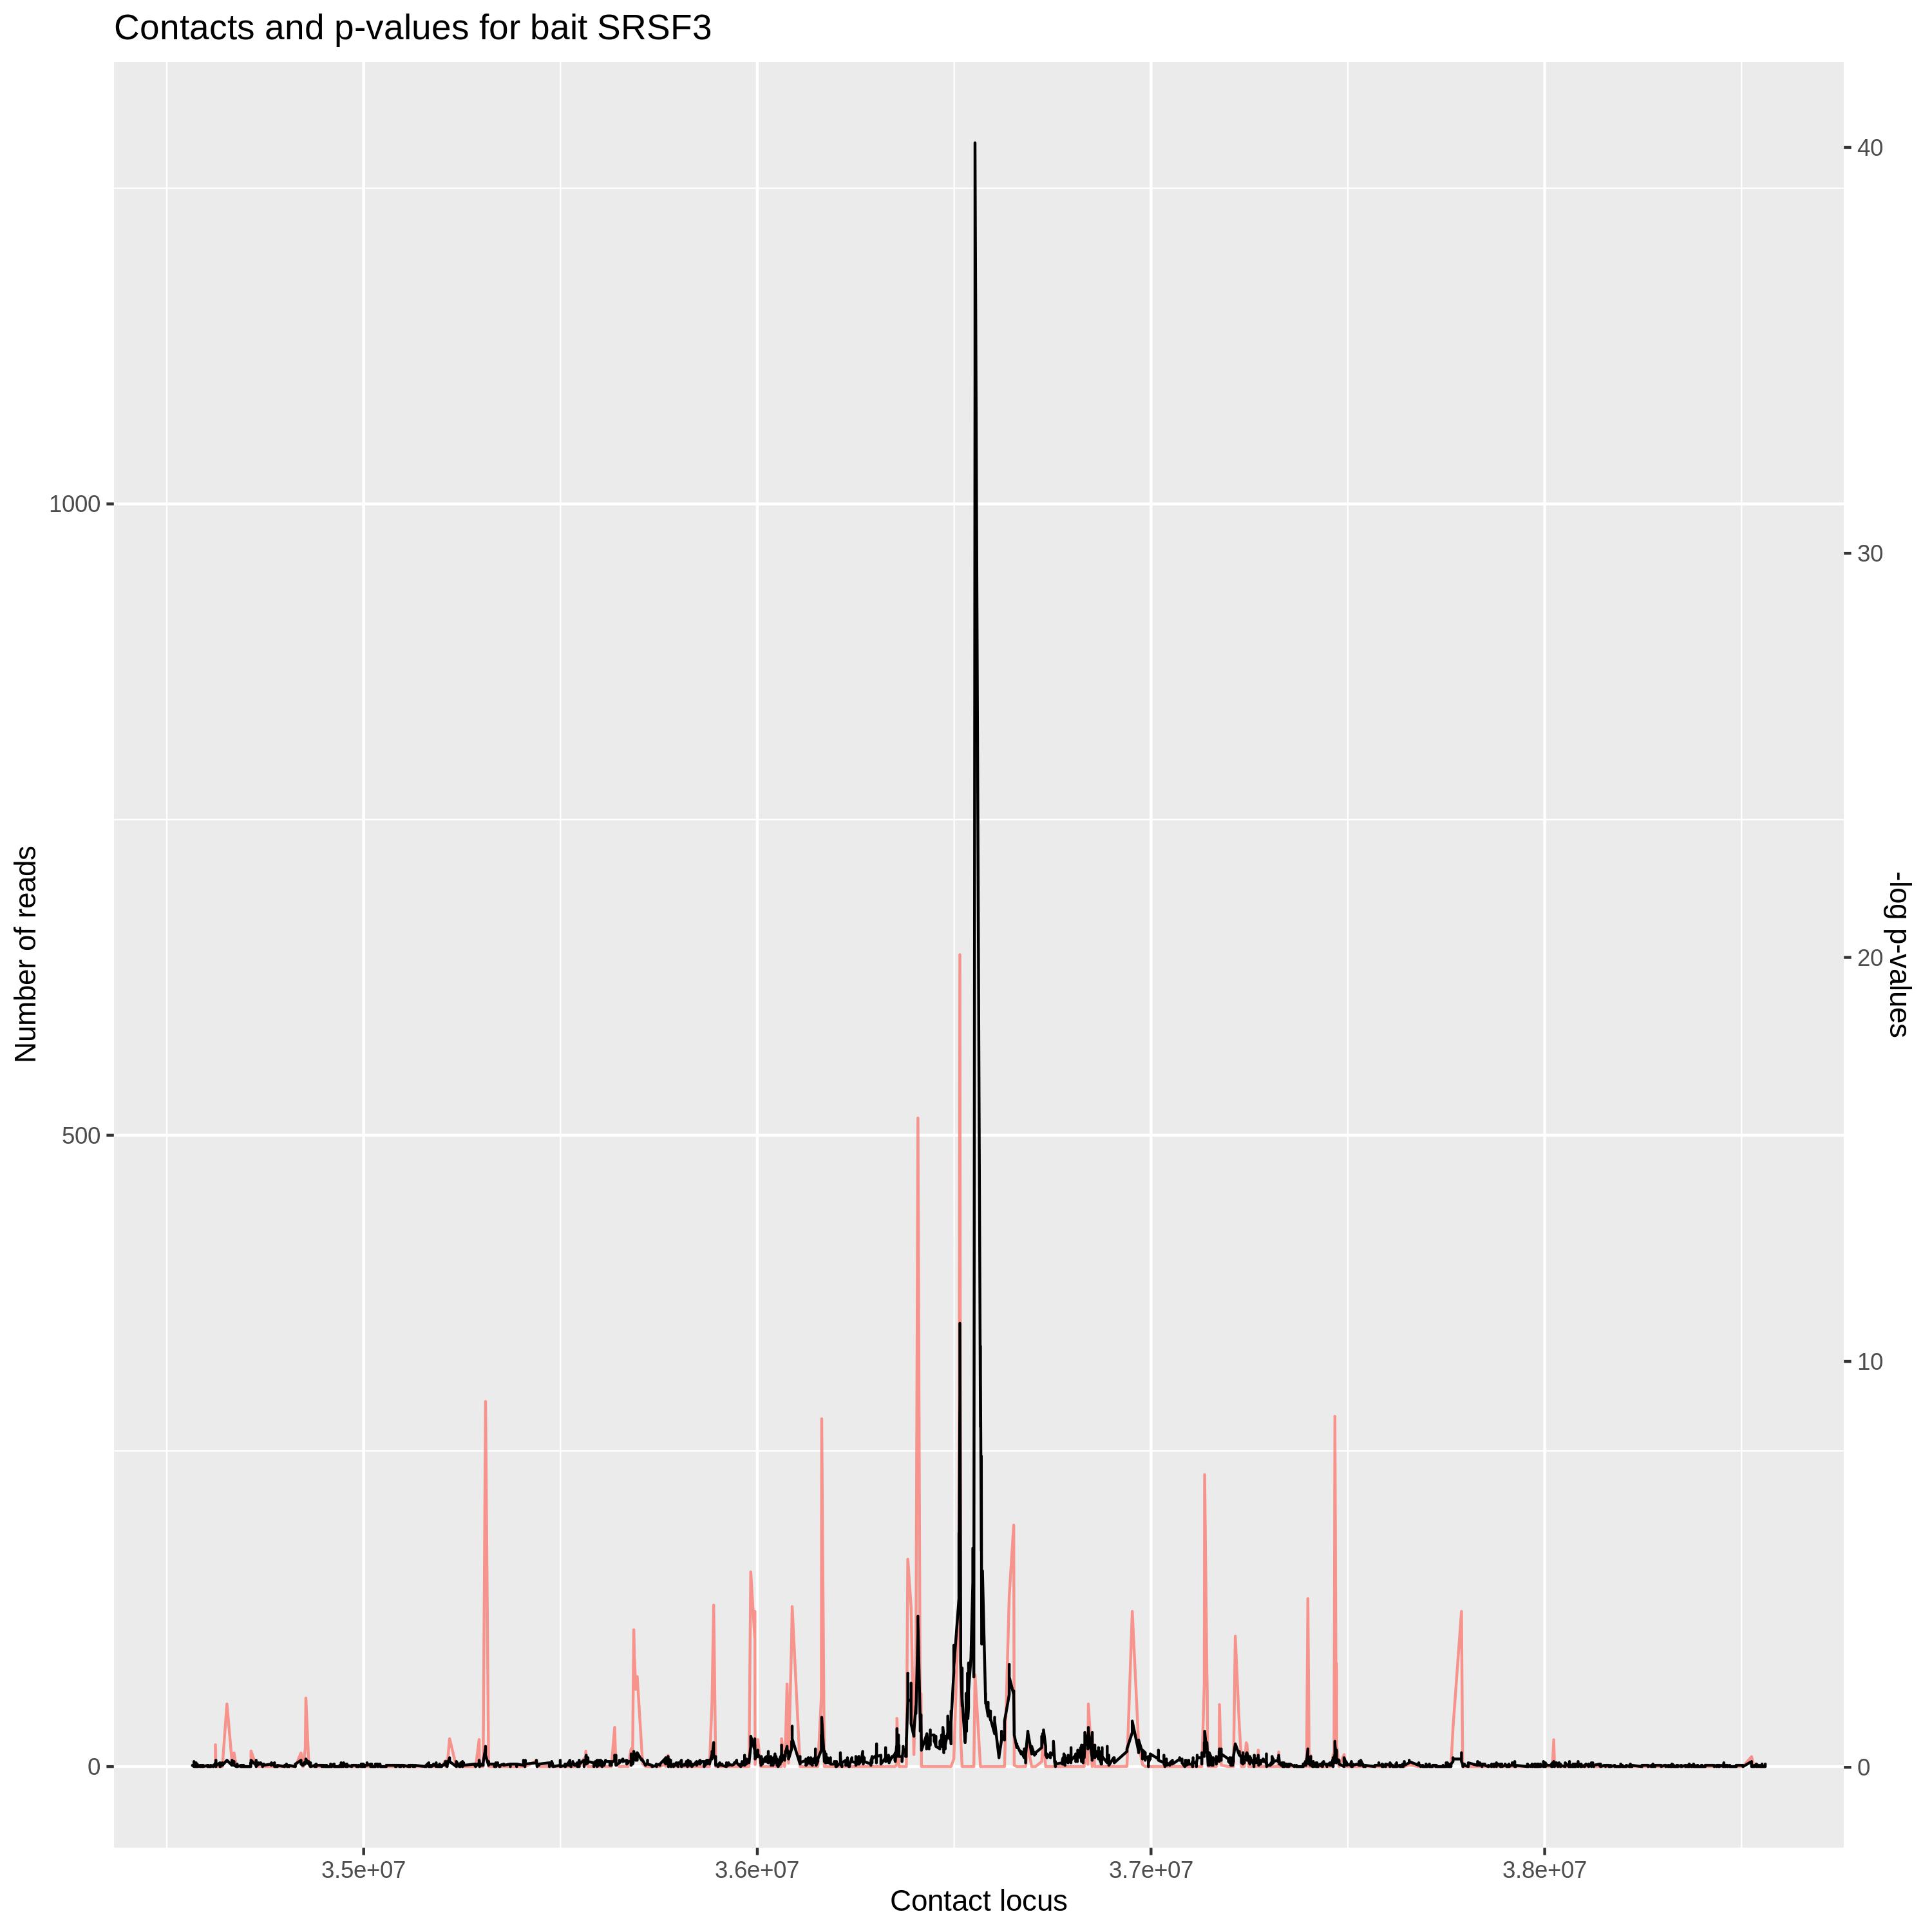 Contacts and p-values for bait SRSF3
Number of reads
1000
500
0
40
30
20
10
0
-log p-values
3.5e+07
3.6e+07
3.7e+07
3.8e+07
Contact locus